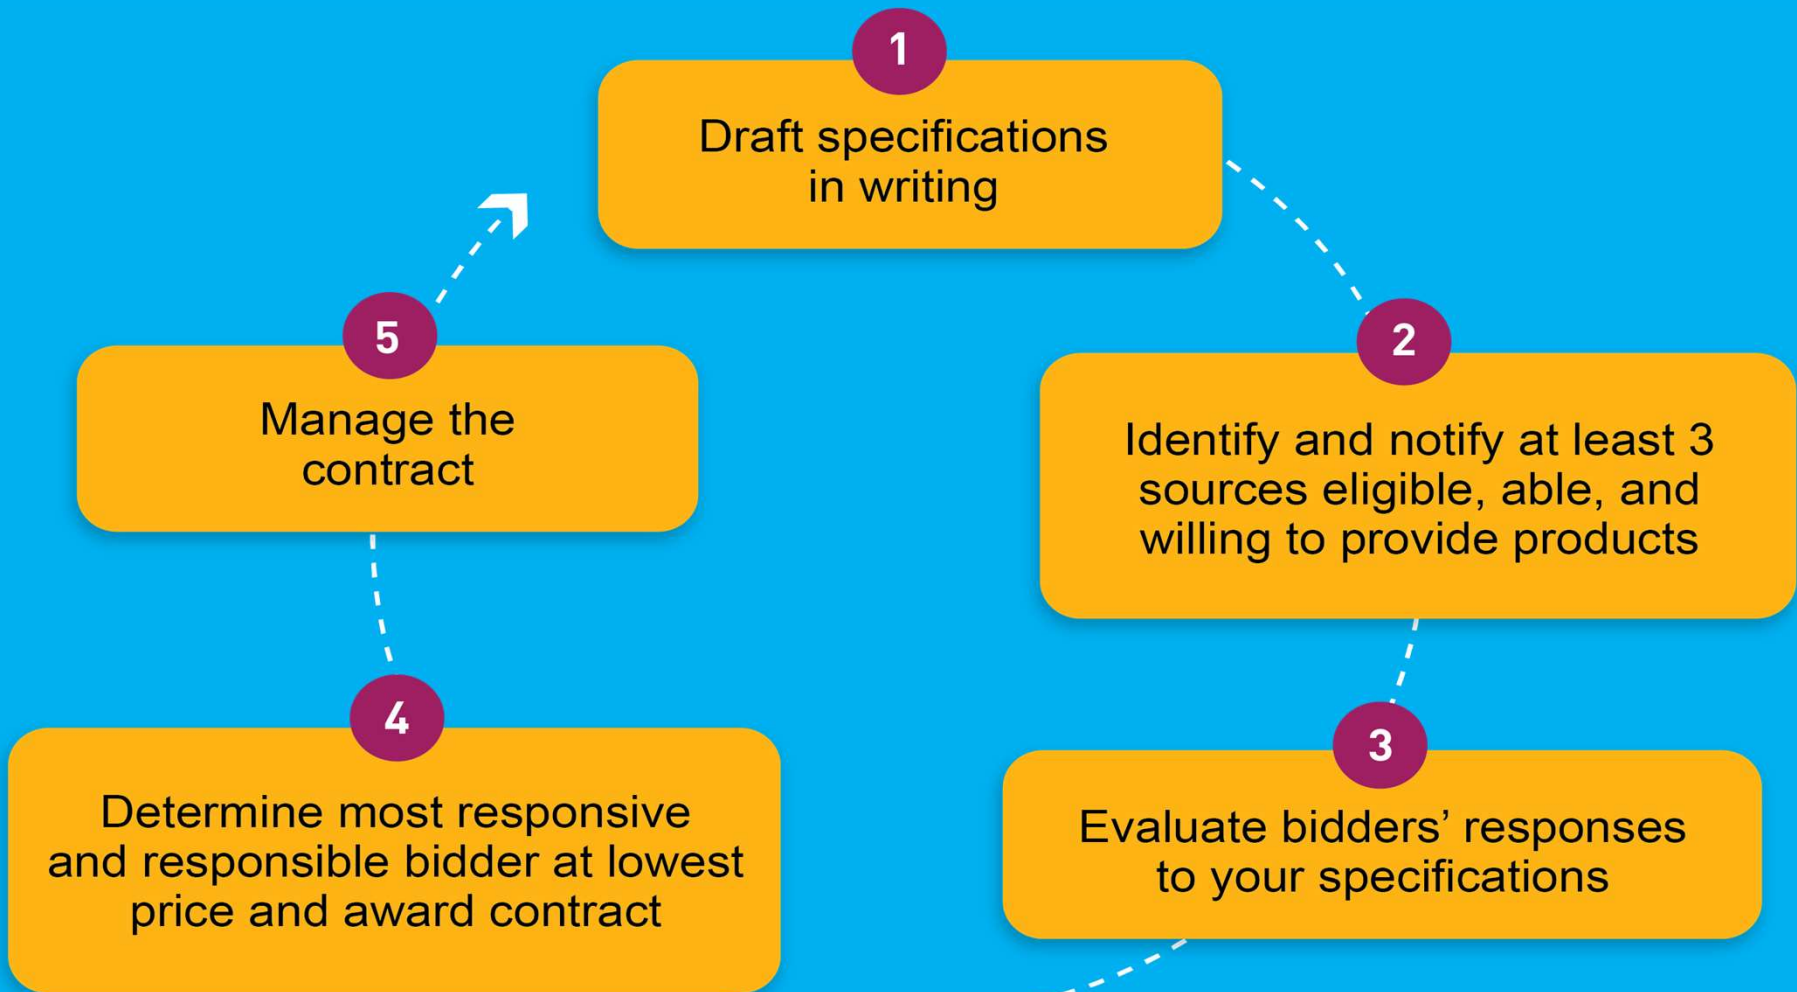 1
Draft specifications
in writing
2
Identify and notify at least 3
sources eligible, able, and
willing to provide products
3
Evaluate bidders’ responses
to your specifications
4
Determine most responsive
and responsible bidder at lowest
price and award contract
5
Manage the
contract